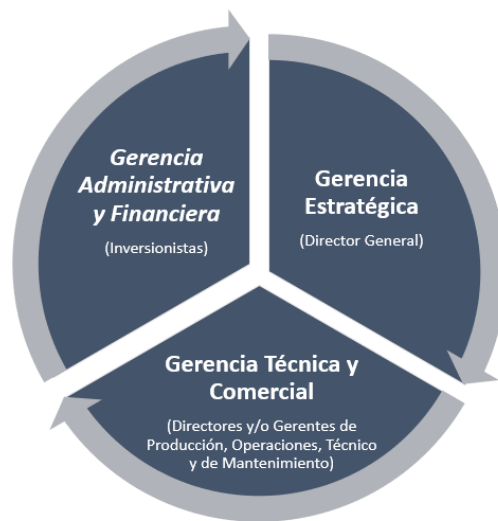 Gerencia
Administrativa
y Financiera
(Inversionistas)
Gerencia
Estratégica
(Director General)
Gerencia Técnica y
Comercial
(Directores y/o Gerentes de
Producción, Operaciones, Técnico
y de Mantenimiento)